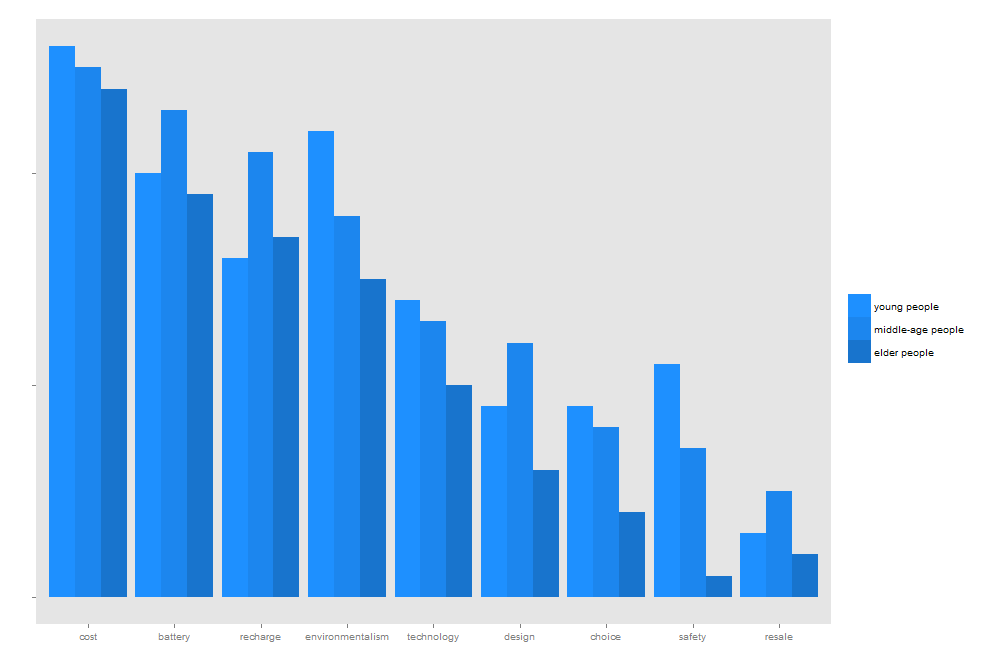 young people
middle-age people
elder people
cost battery recharge environmentalism technology design choice safety resale